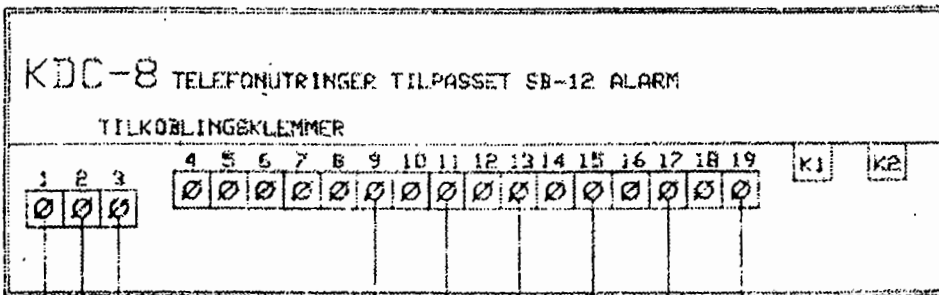 KDC-8 TELEFONUTRINGER TILPASSET SB-12 ALARM
TILKOBLINGSKLEMMER
4 5 6 7 8 9 10 11 12 13 14 15 16 17 18 19 K1 K2
1 2 3